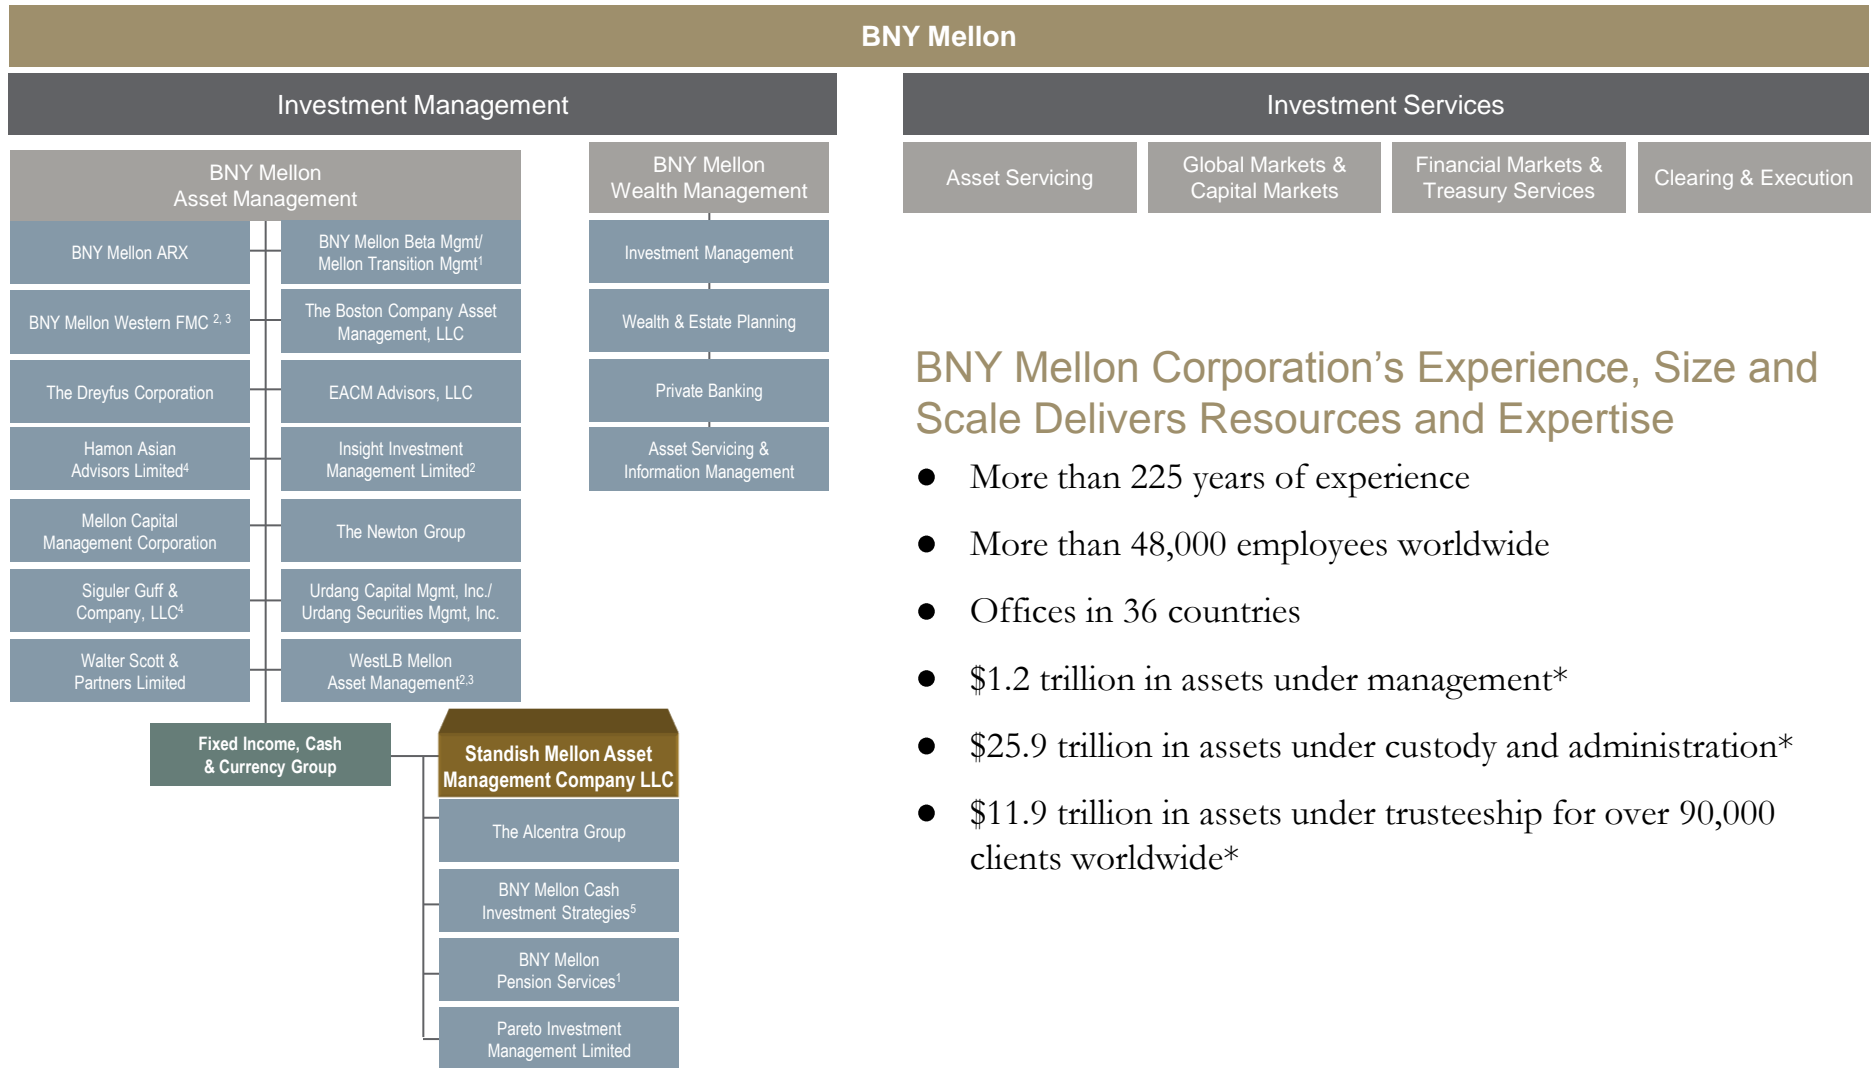 BNY Mellon
Investment Management
BNY Mellon
Asset Management
BNY Mellon ARX
BNY Mellon Beta Mgmt/
Mellon Transition Mgmt¹
BNY Mellon Western FMC ²˒ ³
The Boston Company Asset
Management, LLC
The Dreyfus Corporation
EACM Advisors, LLC
Hamon Asian
Advisors Limited⁴
Insight Investment
Management Limited²
Mellon Capital
Management Corporation
The Newton Group
Siguler Guff &
Company, LLC⁴
Urdang Capital Mgmt, Inc./
Urdang Securities Mgmt, Inc.
Walter Scott &
Partners Limited
WestLB Mellon
Asset Management²˒³
Fixed Income, Cash
& Currency Group
Standish Mellon Asset
Management Company LLC
The Alcentra Group
BNY Mellon Cash
Investment Strategies⁵
BNY Mellon
Pension Services¹
Pareto Investment
Management Limited
BNY Mellon
Wealth Management
Investment Management
Wealth & Estate Planning
Private Banking
Asset Servicing &
Information Management
Investment Services
Asset Servicing
Global Markets &
Capital Markets
Financial Markets &
Treasury Services
Clearing & Execution
BNY Mellon Corporation’s Experience, Size and
Scale Delivers Resources and Expertise
● More than 225 years of experience
● More than 48,000 employees worldwide
● Offices in 36 countries
● $1.2 trillion in assets under management*
● $25.9 trillion in assets under custody and administration*
● $11.9 trillion in assets under trusteeship for over 90,000
clients worldwide*